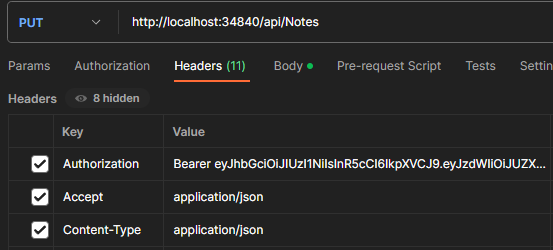 PUT http://localhost:34840/api/Notes
Params Authorization Headers (11) Body Pre-request Script Tests
Headers 8 hidden
Key Value
Authorization Bearer eyJhbGciOiJIUzI1NiIsInR5cCI6IkpXVCJ9.eyJzdWIiOiJUZX...
Accept application/json
Content-Type application/json